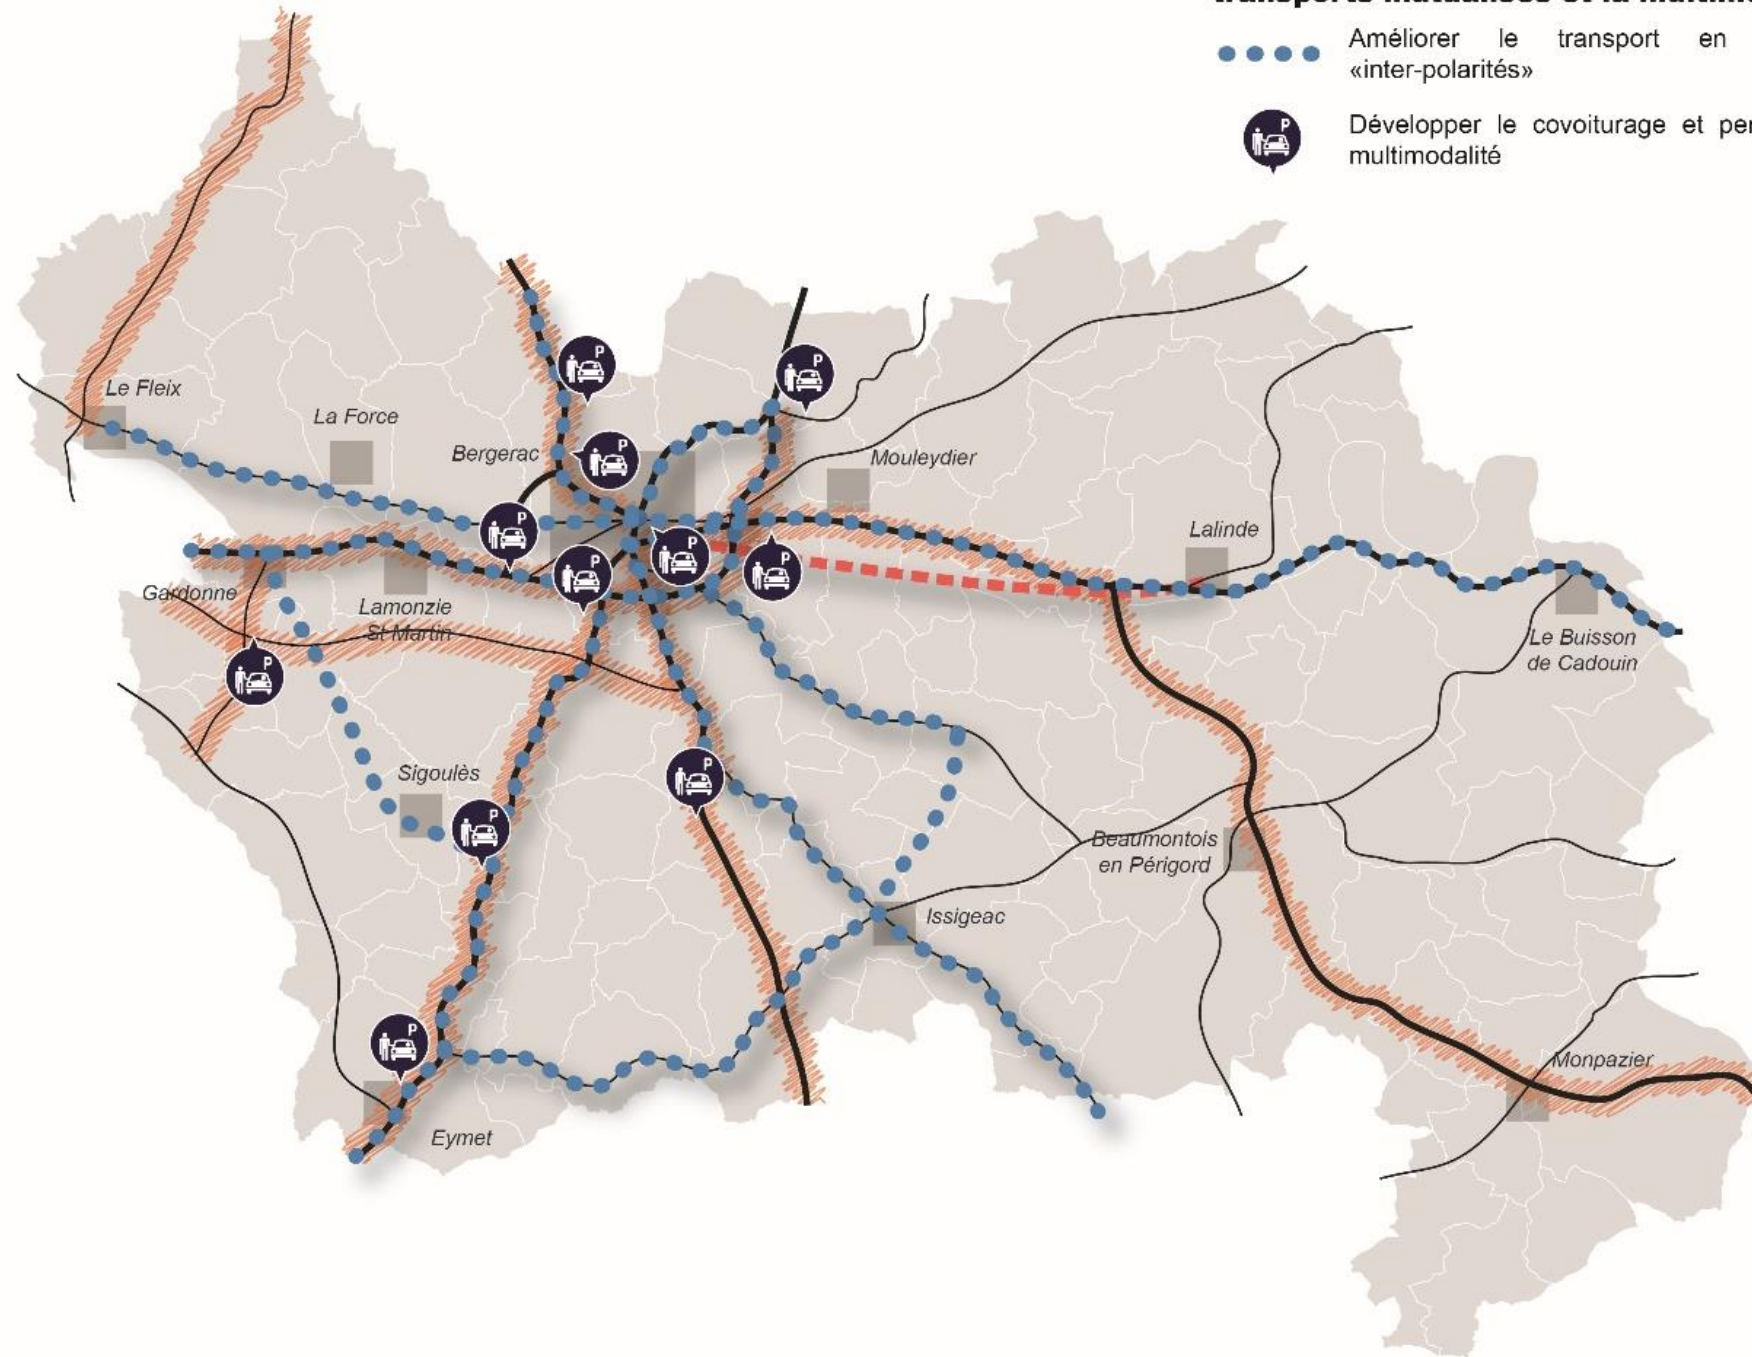 Améliorer le transport en
«inter-polarités»
Développer le covoiturage et
multimodalité
Le Fleix
La Force
Bergerac
Mouleydier
Lalinde
Gardonne
Lamonzie
St Martin
Le Buisson
de Cadouin
Sigoulès
Beaumontois
en Périgord
Issigeac
Monpazier
Eymet
P
P
P
P
P
P
P
P
P
P
P